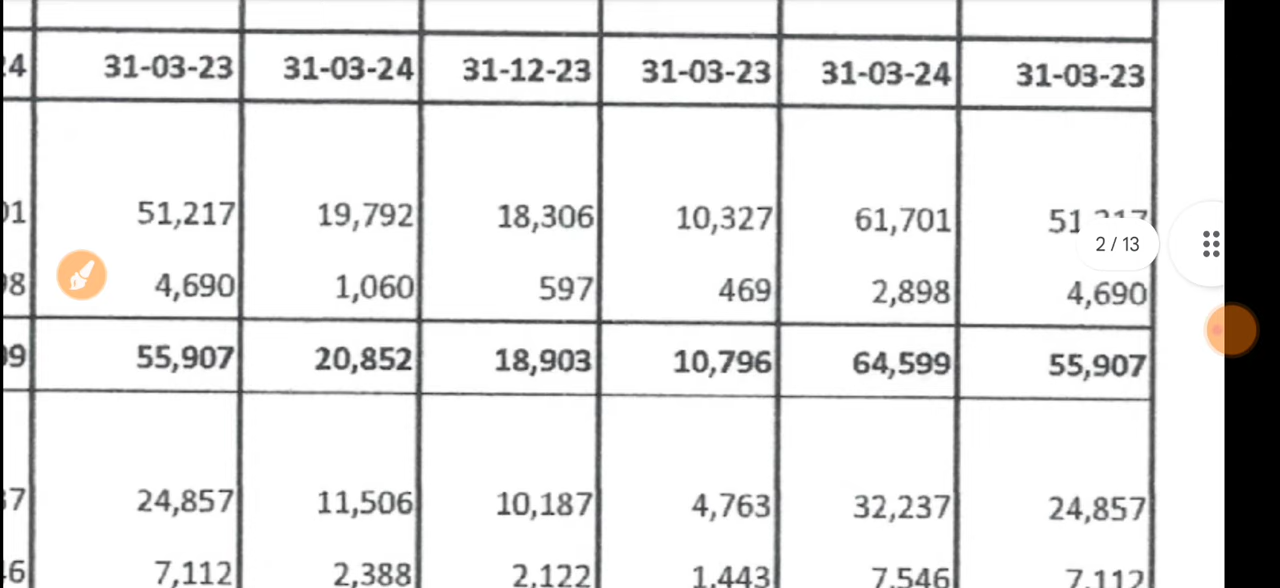 24 31-03-23 31-03-24 31-12-23 31-03-23 31-03-24 31-03-23
01 51,217 19,792 18,306 10,327 61,701
2 / 13
98 4,690 1,060 597 469 2,898 4,690
09 55,907 20,852 18,903 10,796 64,599 55,907
37 24,857 11,506 10,187 4,763 32,237 24,857
46 7,112 2,388 2,122 1,443 7,546 7,112